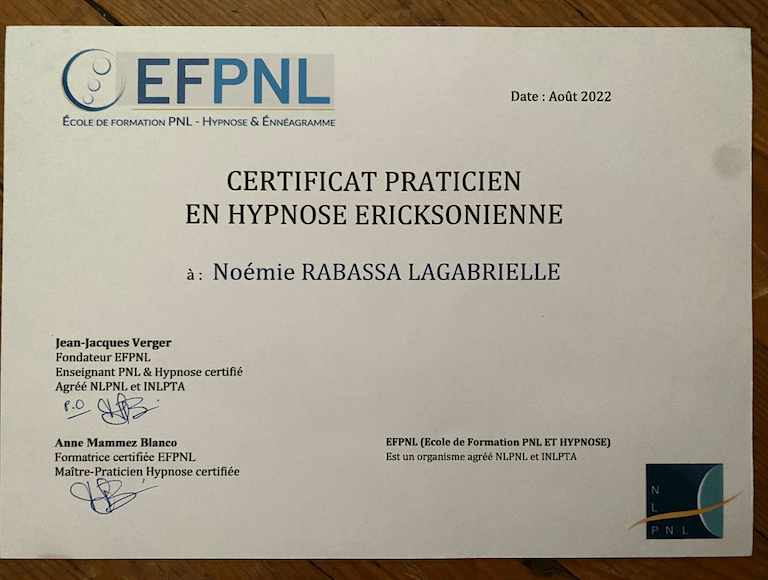 EFPNL
ÉCOLE DE FORMATION PNL - HYPNOSE & ENNÉAGRAMME
Date : Août 2022
CERTIFICAT PRATICIEN
EN HYPNOSE ERICKSONIENNE
à : Noémie RABASSA LAGABRIELLE
Jean-Jacques Verger
Fondateur EFPNL
Enseignant PNL & Hypnose certifié
Agréé NLPNL et INLPTA
P.O
Anne Mammez Blanco
Formatrice certifiée EFPNL
Maître-Praticien Hypnose certifiée
EFPNL (Ecole de Formation PNL ET HYPNOSE)
Est un organisme agréé NLPNL et INLPTA
N
L
PNL